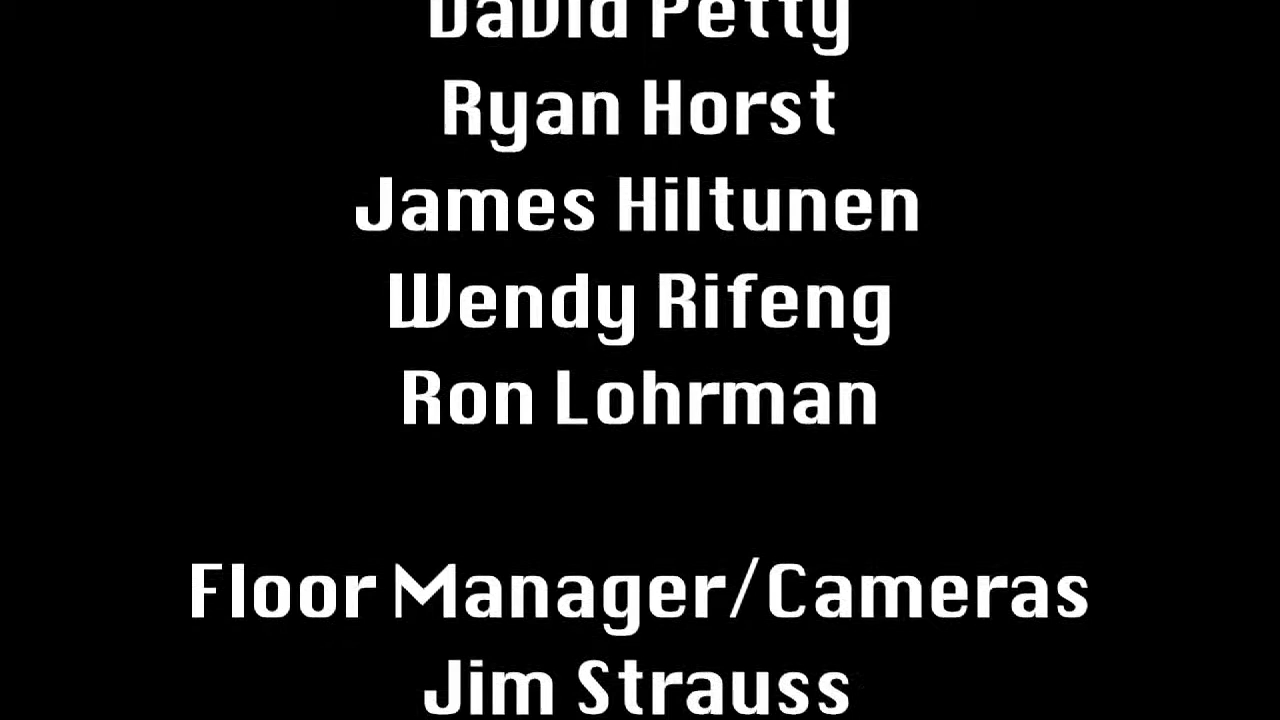 David Petty
Ryan Horst
James Hiltunen
Wendy Rifeng
Ron Lohrman
Floor Manager/Cameras
Jim Strauss